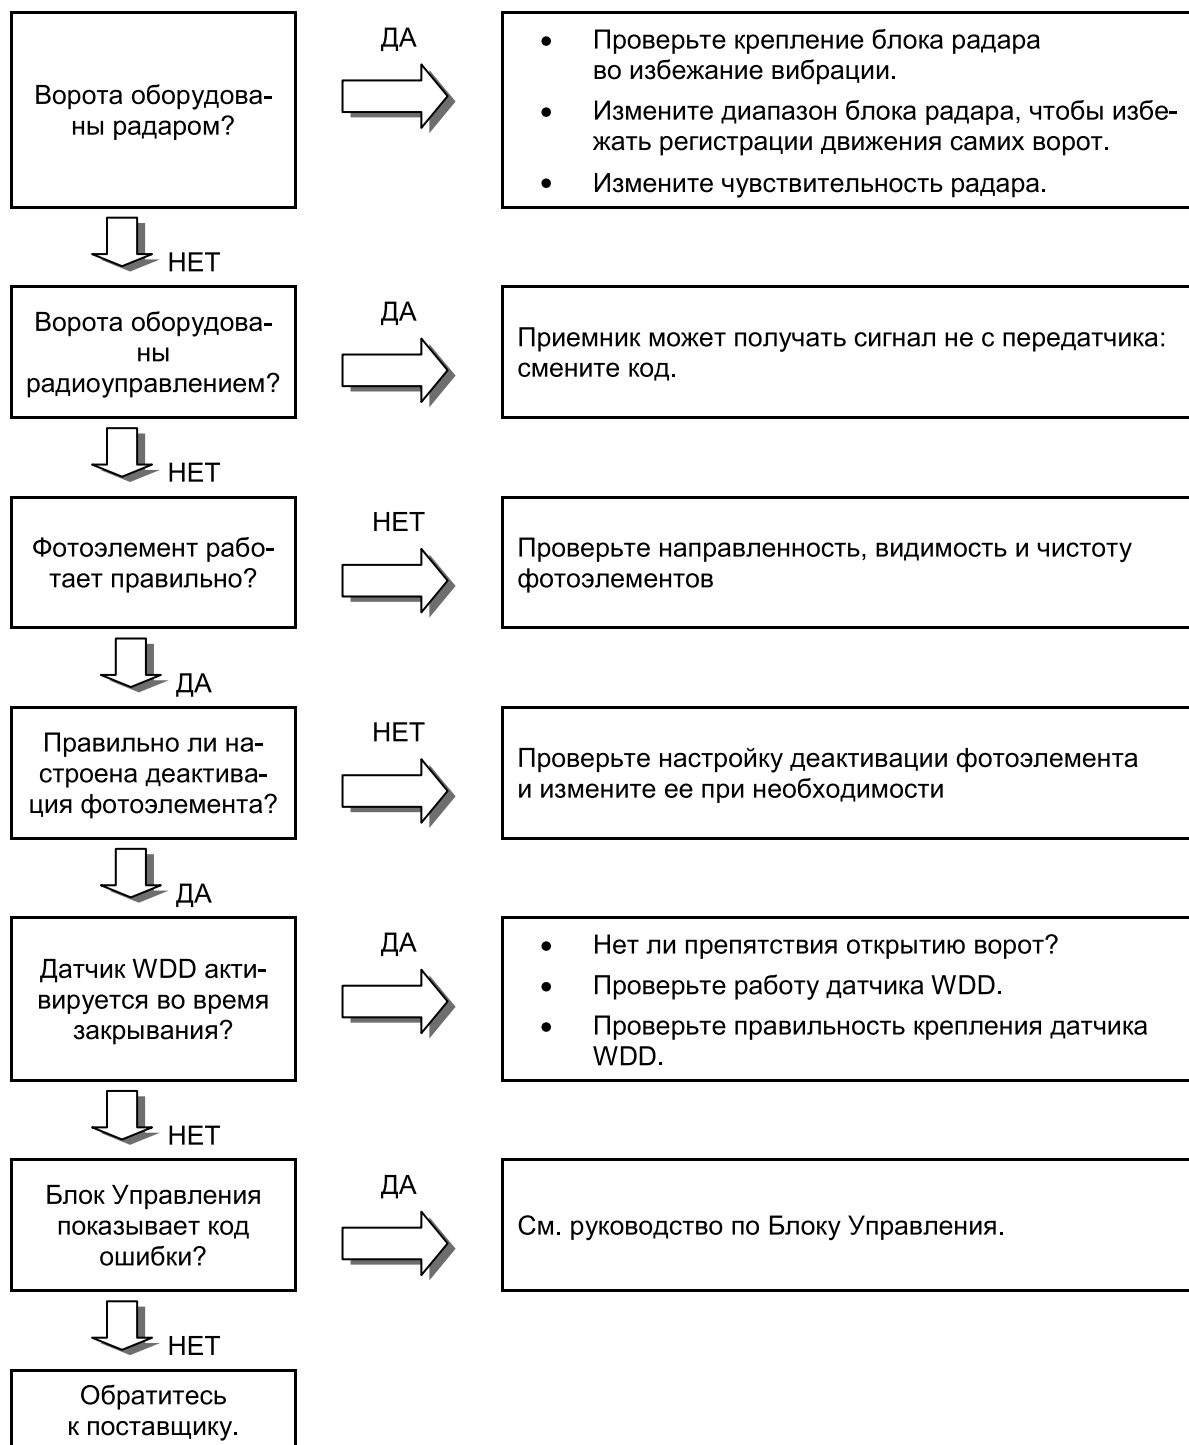 Ворота оборудова-
ны радаром?
ДА
• Проверьте крепление блока радара
во избежание вибрации.
• Измените диапазон блока радара, чтобы избе-
жать регистрации движения самих ворот.
• Измените чувствительность радара.
НЕТ
Ворота оборудова-
ны
радиоуправлением?
ДА
Приемник может получать сигнал не с передатчика:
смените код.
НЕТ
Фотоэлемент рабо-
тает правильно?
НЕТ
Проверьте направленность, видимость и чистоту
фотоэлементов
ДА
Правильно ли на-
строена деактива-
ция фотоэлемента?
НЕТ
Проверьте настройку деактивации фотоэлемента
и измените ее при необходимости
ДА
Датчик WDD акти-
вируется во время
закрывания?
ДА
• Нет ли препятствия открытию ворот?
• Проверьте работу датчика WDD.
• Проверьте правильность крепления датчика
WDD.
НЕТ
Блок Управления
показывает код
ошибки?
ДА
См. руководство по Блоку Управления.
НЕТ
Обратитесь
к поставщику.